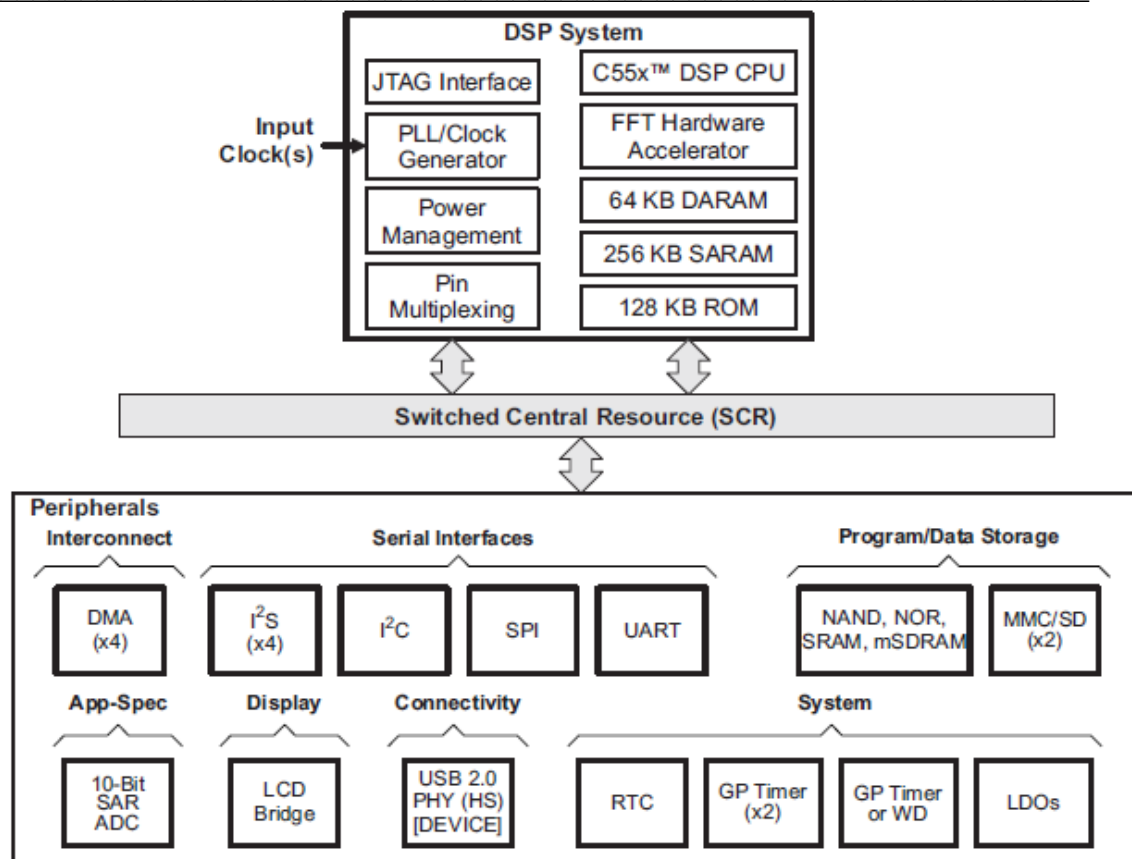 DSP System
JTAG Interface
C55x™ DSP CPU
Input
Clock(s)
PLL/Clock
Generator
FFT Hardware
Accelerator
Power
Management
64 KB DARAM
256 KB SARAM
Pin
Multiplexing
128 KB ROM
Switched Central Resource (SCR)
Peripherals
Interconnect
Serial Interfaces
Program/Data Storage
DMA
(x4)
I²S
(x4)
I²C
SPI
UART
NAND, NOR,
SRAM, mSDRAM
MMC/SD
(x2)
App-Spec
Display
Connectivity
System
10-Bit
SAR
ADC
LCD
Bridge
USB 2.0
PHY (HS)
[DEVICE]
RTC
GP Timer
(x2)
GP Timer
or WD
LDOs